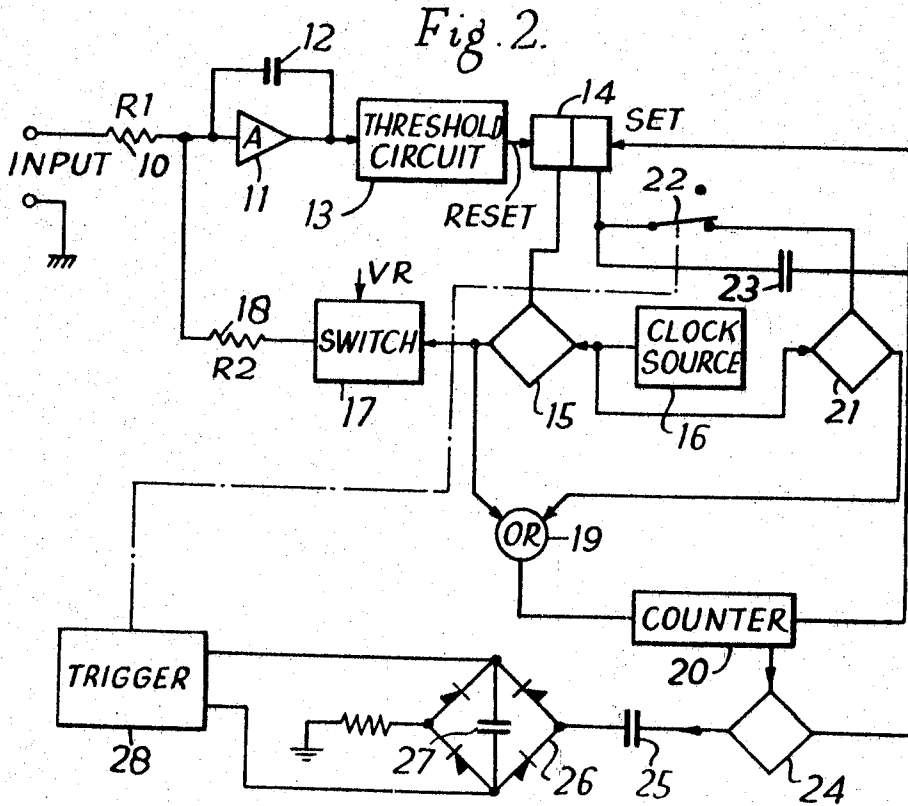 Fig. 2.
12
R1
10
INPUT
A
11
THRESHOLD
CIRCUIT
13
RESET
14
SET
22
23
VR
18
R2
SWITCH
17
15
CLOCK
SOURCE
16
21
OR
19
COUNTER
20
TRIGGER
28
27
26
25
24